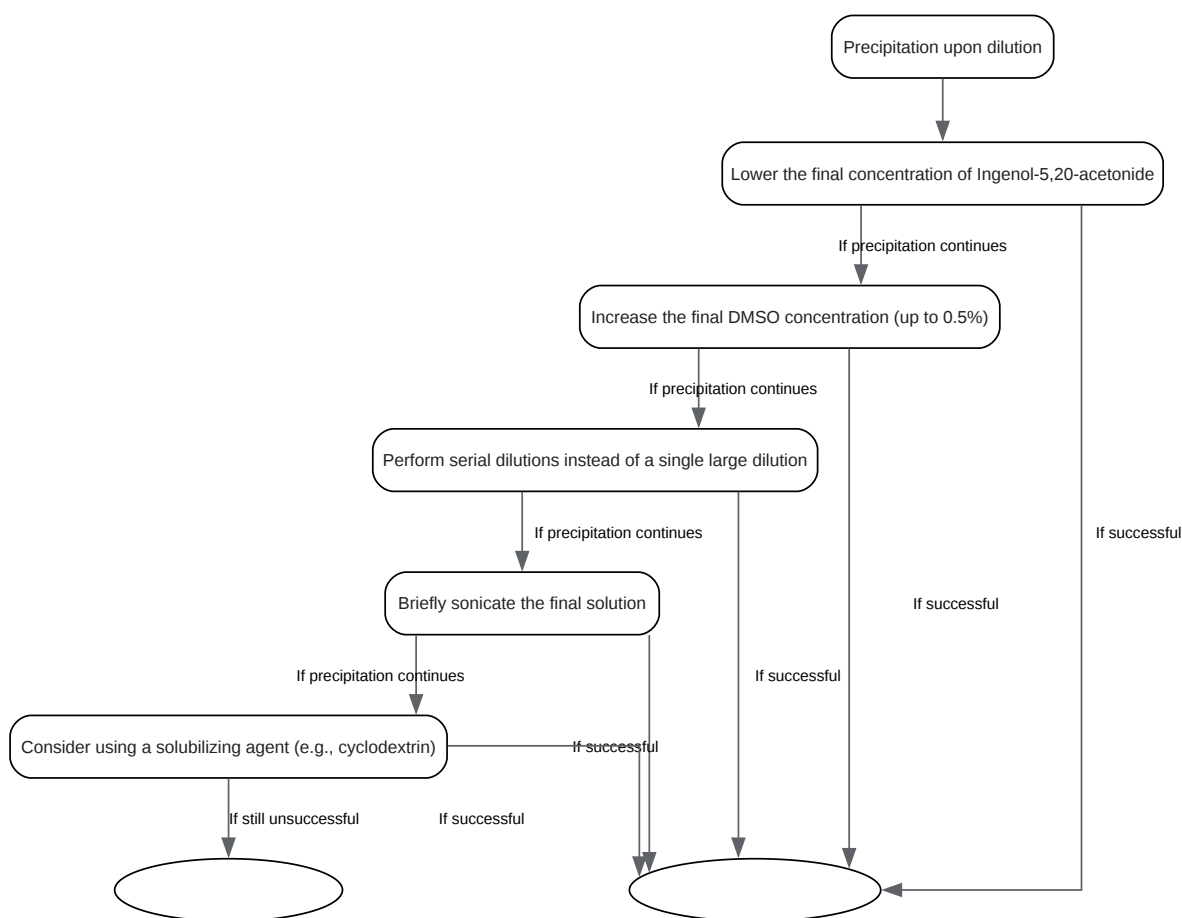 Precipitation upon dilution
Lower the final concentration of Ingenol-5,20-acetonide
If precipitation continues
Increase the final DMSO concentration (up to 0.5%)
If precipitation continues
Perform serial dilutions instead of a single large dilution
If precipitation continues
If successful
Briefly sonicate the final solution
If successful
If precipitation continues
If successful
Consider using a solubilizing agent (e.g., cyclodextrin)
If successful
If still unsuccessful
If successful